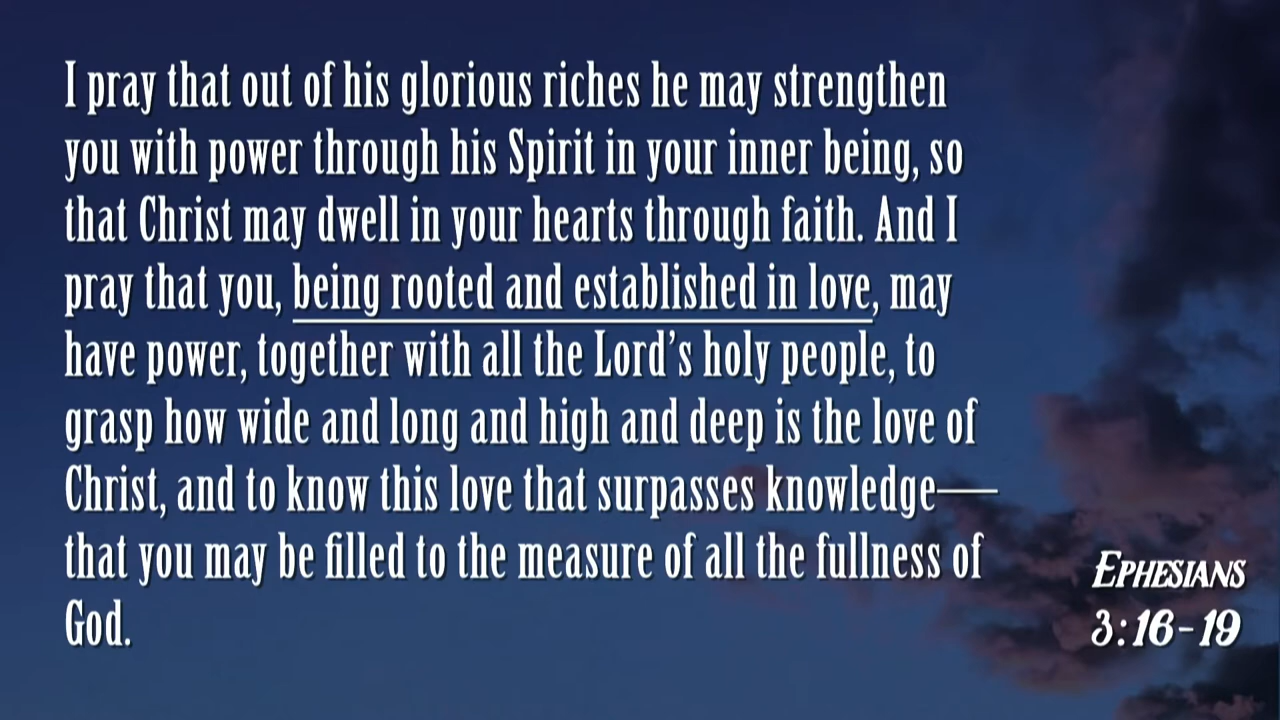 I pray that out of his glorious riches he may strengthen
you with power through his Spirit in your inner being, so
that Christ may dwell in your hearts through faith. And I
pray that you, being rooted and established in love, may
have power, together with all the Lord’s holy people, to
grasp how wide and long and high and deep is the love of
Christ, and to know this love that surpasses knowledge—
that you may be filled to the measure of all the fullness of
God.
Ephesians
3:16-19